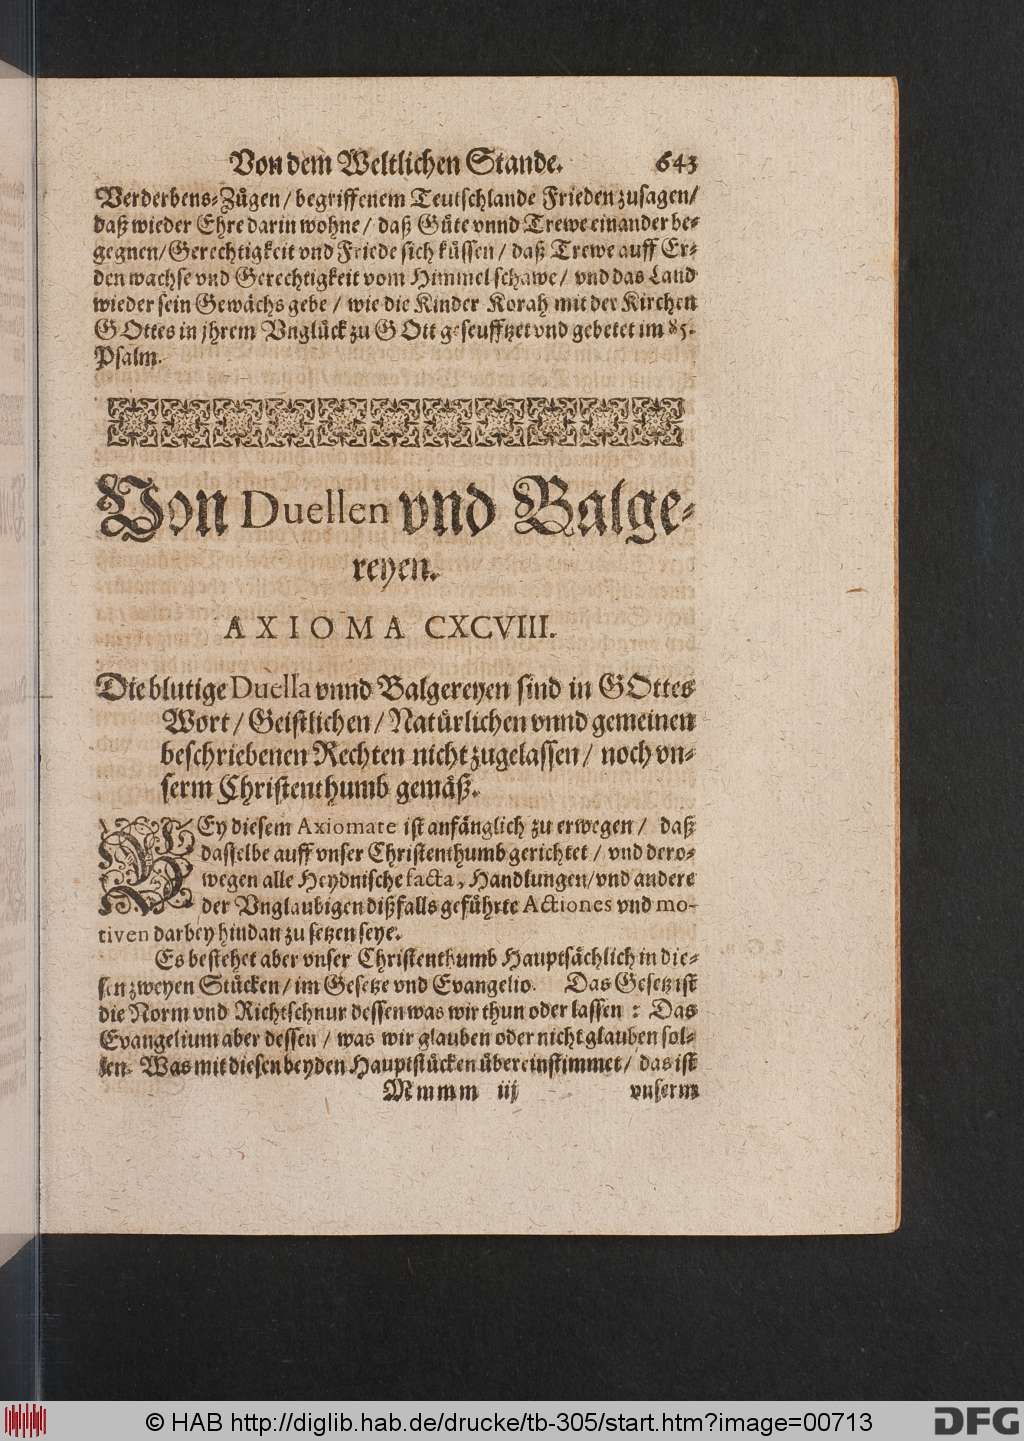 Von dem Weltlichen Stande. 643
Verderbens-Zügen / begriffenem Teutschlande Frieden zusagen /
daß wieder Ehre darin wohne / daß Güte vnnd Trewe einander be-
gegnen / Gerechtigkeit vnd Friede sich küssen / daß Trewe auff Er-
den wachse vnd Gerechtigkeit vom Himmel schawe / vnd das Land
wieder sein Gewächs gebe / wie die Kinder Korah mit der Kirchen
GOttes in jhrem Vnglück zu GOtt geseufftzet vnd gebetet im 85.
Psalm.
Von Duellen vnd Balge-
reyen.
AXIOMA CXCVIII.
Die blutige Duella vnnd Balgereyen sind in GOttes
Wort / Geistlichen / Natürlichen vnnd gemeinen
beschriebenen Rechten nicht zugelassen / noch vn-
serm Christenthumb gemäß.
BEy diesem Axiomate ist anfänglich zu erwegen / daß
dasselbe auff vnser Christenthumb gerichtet / vnd dero-
wegen alle Heydnische facta, Handlungen / vnd andere
der Vnglaubigen dißfalls geführte Actiones vnd mo-
tiven darbey hindan zu setzen seye.
Es bestehet aber vnser Christenthumb Hauptsächlich in die-
sen zweyen Stücken / im Gesetze vnd Evangelio. Das Gesetz ist
die Norm vnd Richtschnur dessen was wir thun oder lassen : Das
Evangelium aber dessen / was wir glauben oder nicht glauben sol-
len. Was mit diesen beyden Hauptstücken übereinstimmet / das ist
Mmmm iij vnserm
© HAB http://diglib.hab.de/drucke/tb-305/start.htm?image=00713
DFG